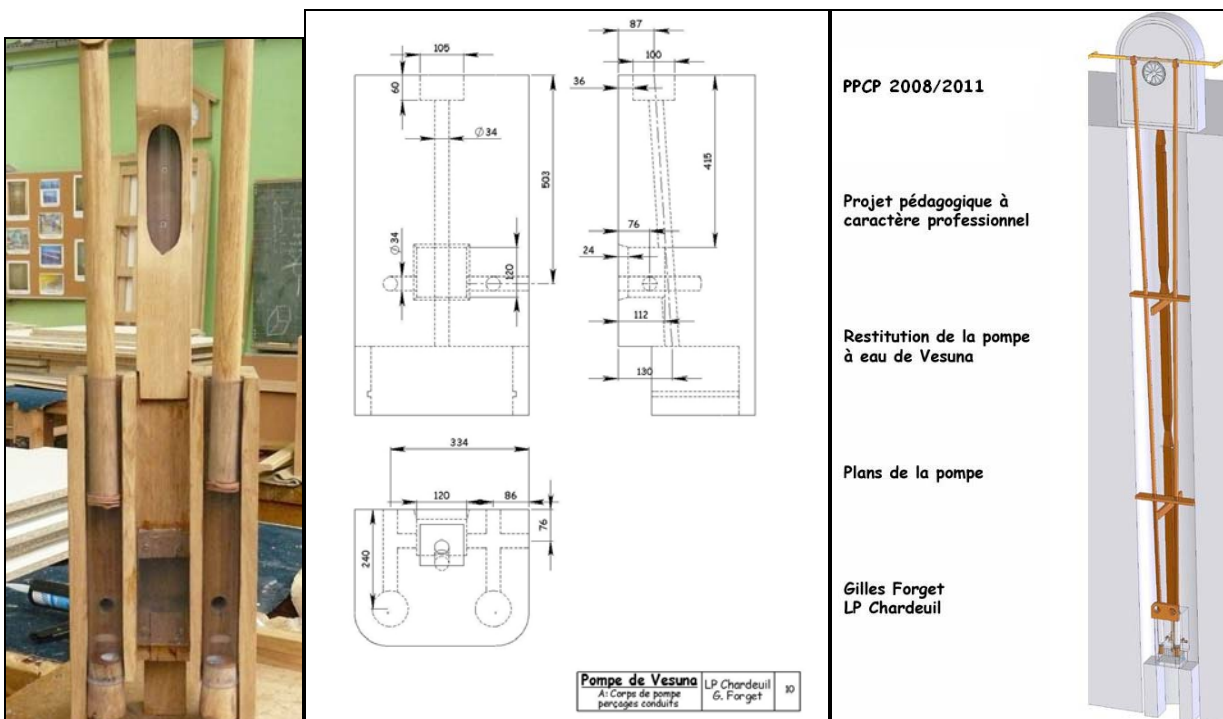 105
60
Ø34
503
Ø34
120
87
100
36
415
76
24
112
130
334
120
86
76
240
Pompe de Vesuna
A: Corps de pompe
perçages conduits
LP Chardeuil
G. Forget
10
PPCP 2008/2011
Projet pédagogique à
caractère professionnel
Restitution de la pompe
à eau de Vesuna
Plans de la pompe
Gilles Forget
LP Chardeuil